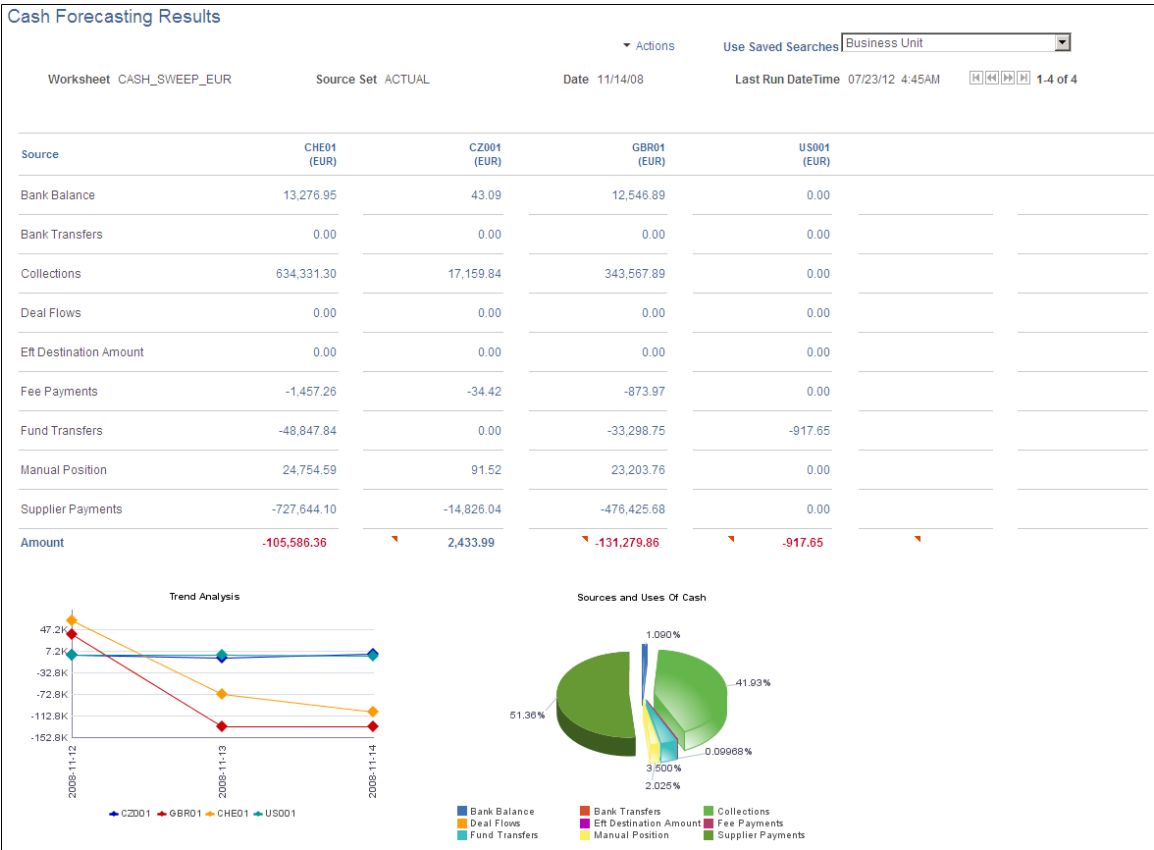 Cash Forecasting Results
Actions Use Saved Searches Business Unit
Worksheet CASH_SWEEP_EUR Source Set ACTUAL Date 11/14/08 Last Run DateTime 07/23/12 4:45AM 1-4 of 4
Source CHE01 (EUR) CZ001 (EUR) GBR01 (EUR) US001 (EUR)
Bank Balance 13,276.95 43.09 12,546.89 0.00
Bank Transfers 0.00 0.00 0.00 0.00
Collections 634,331.30 17,159.84 343,567.89 0.00
Deal Flows 0.00 0.00 0.00 0.00
Eft Destination Amount 0.00 0.00 0.00 0.00
Fee Payments -1,457.26 -34.42 -873.97 0.00
Fund Transfers -48,847.84 0.00 -33,298.75 -917.65
Manual Position 24,754.59 91.52 23,203.76 0.00
Supplier Payments -727,644.10 -14,826.04 -476,425.68 0.00
Amount -105,586.36 2,433.99 -131,279.86 -917.65
Trend Analysis
47.2K
7.2K
-32.8K
-72.8K
-112.8K
-152.8K
2008-11-12 2008-11-13 2008-11-14
CZ001 GBR01 CHE01 US001
Sources and Uses Of Cash
1.090%
41.93%
51.36%
0.09968%
3.500%
2.025%
Bank Balance Bank Transfers Collections
Deal Flows Eft Destination Amount Fee Payments
Fund Transfers Manual Position Supplier Payments